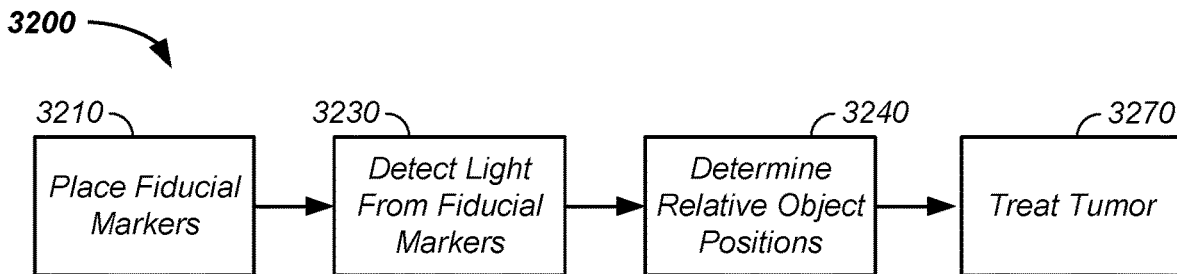 3200
3210
3230
3240
3270
Place Fiducial
Markers
Detect Light
From Fiducial
Markers
Determine
Relative Object
Positions
Treat Tumor